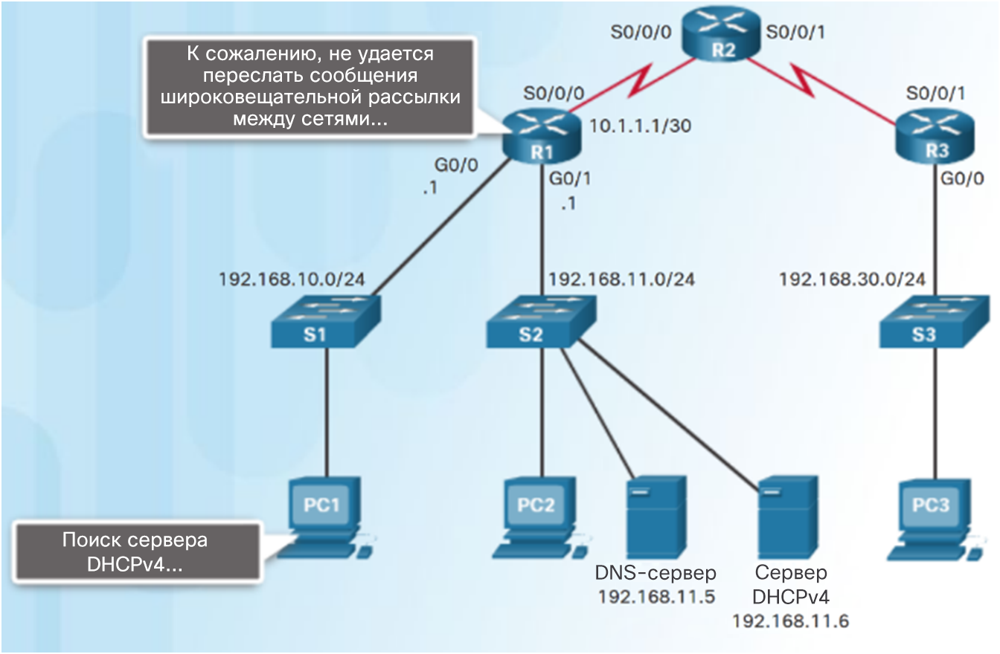 S0/0/0
S0/0/1
R2
К сожалению, не удается
переслать сообщения
широковещательной рассылки
между сетями...
S0/0/0
S0/0/1
10.1.1.1/30
R1
R3
G0/0
.1
G0/1
.1
G0/0
192.168.10.0/24
192.168.11.0/24
192.168.30.0/24
S1
S2
S3
PC1
PC2
PC3
Поиск сервера
DHCPv4...
DNS-сервер
192.168.11.5
Сервер
DHCPv4
192.168.11.6